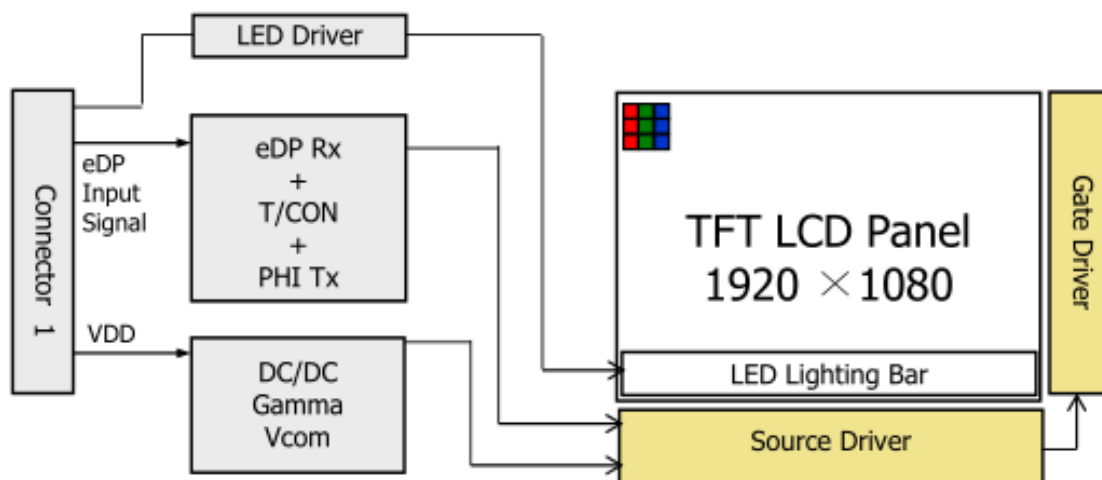 LED Driver
Connector 1
eDP
Input
Signal
eDP Rx
+
T/CON
+
PHI Tx
VDD
DC/DC
Gamma
Vcom
TFT LCD Panel
1920 ×1080
LED Lighting Bar
Source Driver
Gate Driver